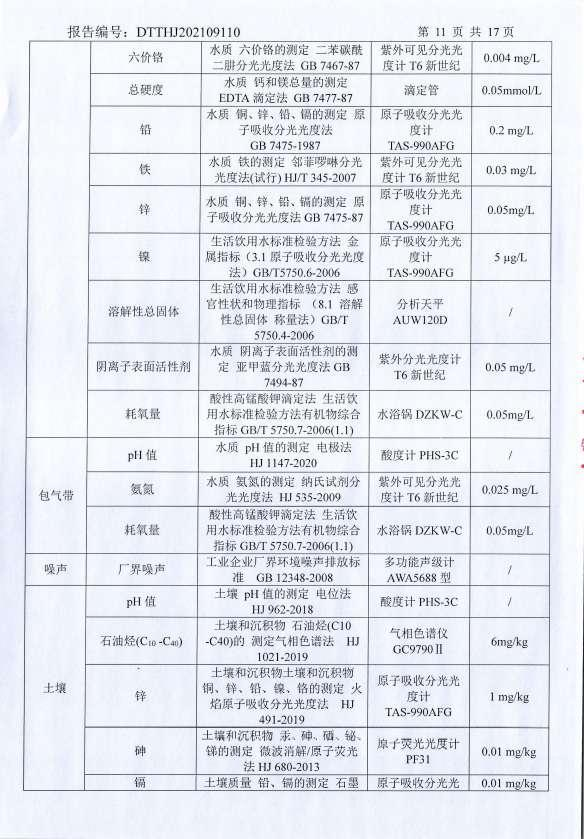 报告编号：DTTHJ202109110 第 11 页 共 17 页
六价铬
水质 六价铬的测定 二苯碳酰
二肼分光光度法 GB 7467-87
紫外可见分光光
度计 T6 新世纪
0.004 mg/L
总硬度
水质 钙和镁总量的测定
EDTA 滴定法 GB 7477-87
滴定管
0.05mmol/L
铅
水质 铜、锌、铅、镉的测定 原
子吸收分光光度法
GB 7475-1987
原子吸收分光光
度计
TAS-990AFG
0.2 mg/L
铁
水质 铁的测定 邻菲啰啉分光
光度法(试行) HJ/T 345-2007
紫外可见分光光
度计 T6 新世纪
0.03 mg/L
锌
水质 铜、锌、铅、镉的测定 原
子吸收分光光度法 GB 7475-87
原子吸收分光光
度计
TAS-990AFG
0.05mg/L
镍
生活饮用水标准检验方法 金
属指标（3.1 原子吸收分光光度
法）GB/T5750.6-2006
原子吸收分光光
度计
TAS-990AFG
5 μg/L
溶解性总固体
生活饮用水标准检验方法 感
官性状和物理指标 （8.1 溶解
性总固体 称量法）GB/T
5750.4-2006
分析天平
AUW120D
/
阴离子表面活性剂
水质 阴离子表面活性剂的测
定 亚甲蓝分光光度法 GB
7494-87
紫外分光光度计
T6 新世纪
0.05 mg/L
耗氧量
酸性高锰酸钾滴定法 生活饮
用水标准检验方法有机物综合
指标 GB/T 5750.7-2006(1.1)
水浴锅 DZKW-C
0.05mg/L
包气带
pH 值
水质 pH 值的测定 电极法
HJ 1147-2020
酸度计 PHS-3C
/
氨氮
水质 氨氮的测定 纳氏试剂分
光光度法 HJ 535-2009
紫外可见分光光
度计 T6 新世纪
0.025 mg/L
耗氧量
酸性高锰酸钾滴定法 生活饮
用水标准检验方法有机物综合
指标 GB/T 5750.7-2006(1.1)
水浴锅 DZKW-C
0.05mg/L
噪声
厂界噪声
工业企业厂界环境噪声排放标
准 GB 12348-2008
多功能声级计
AWA5688 型
/
土壤
pH 值
土壤 pH 值的测定 电位法
HJ 962-2018
酸度计 PHS-3C
/
石油烃(C10 -C40)
土壤和沉积物 石油烃(C10
-C40)的 测定气相色谱法 HJ
1021-2019
气相色谱仪
GC9790Ⅱ
6mg/kg
锌
土壤和沉积物土壤和沉积物
铜、锌、铅、镍、铬的测定 火
焰原子吸收分光光度法 HJ
491-2019
原子吸收分光光
度计
TAS-990AFG
1 mg/kg
砷
土壤和沉积物 汞、砷、硒、铋、
锑的测定 微波消解/原子荧光
法 HJ 680-2013
原子荧光光度计
PF31
0.01 mg/kg
镉
土壤质量 铅、镉的测定 石墨
原子吸收分光光
0.01 mg/kg